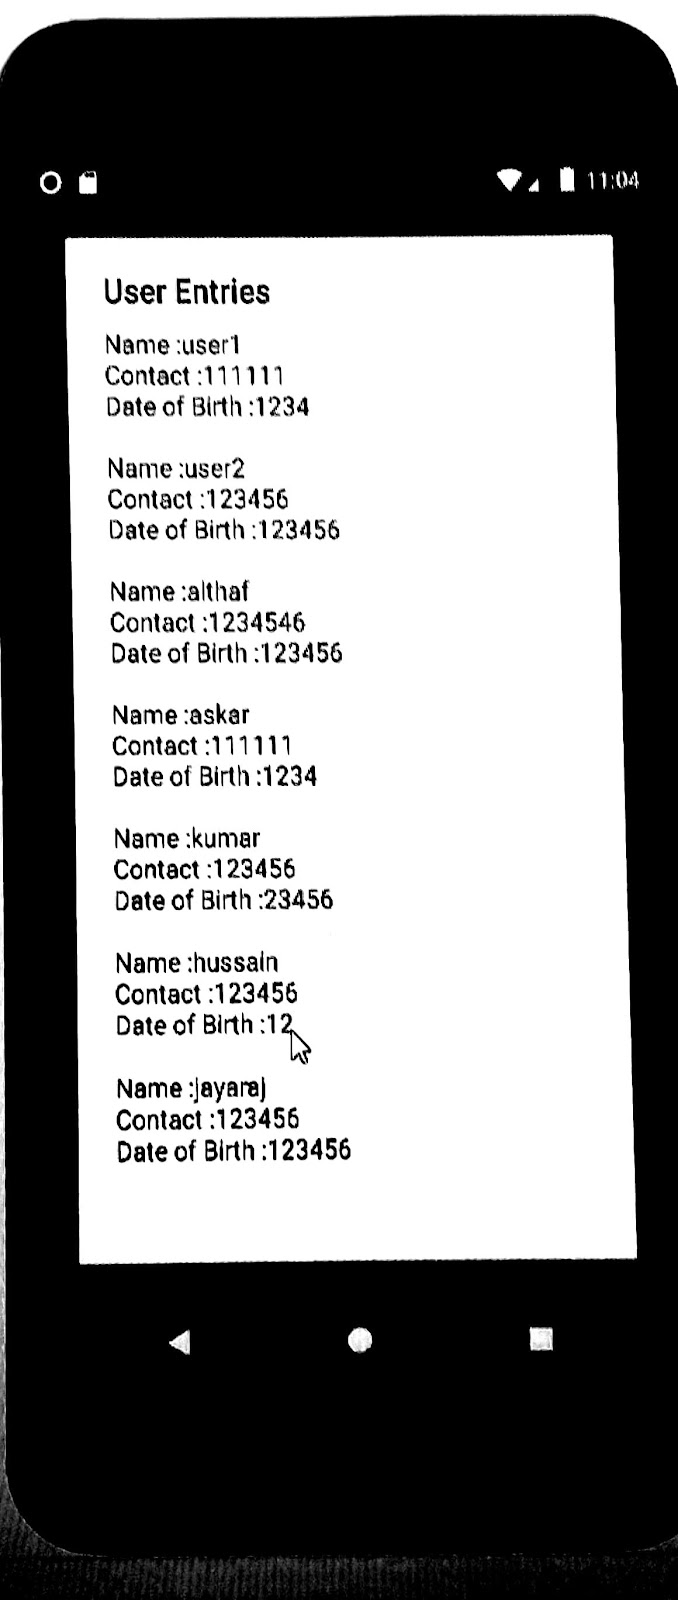 11:04
User Entries
Name :user1
Contact :111111
Date of Birth :1234
Name :user2
Contact :123456
Date of Birth :123456
Name :althaf
Contact :1234546
Date of Birth :123456
Name :askar
Contact :111111
Date of Birth :1234
Name :kumar
Contact :123456
Date of Birth :23456
Name :hussain
Contact :123456
Date of Birth :12
Name :jayaraj
Contact :123456
Date of Birth :123456